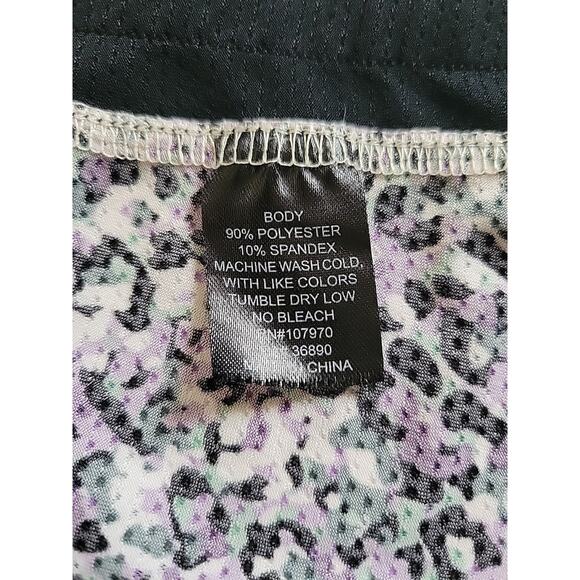 BODY
90% POLYESTER
10% SPANDEX
MACHINE WASH COLD,
WITH LIKE COLORS
TUMBLE DRY LOW
NO BLEACH
RN#107970
36890
CHINA